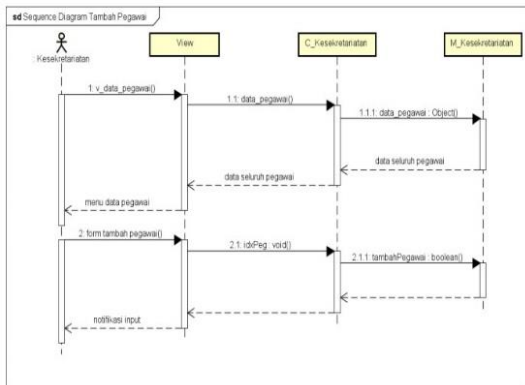 sd Sequence Diagram Tambah Pegawai
: Kesekretariatan
View
C_Kesekretariatan
M_Kesekretariatan
1: v_data_pegawai()
1.1: data_pegawai()
1.1.1: data_pegawai : Object()
data seluruh pegawai
data seluruh pegawai
menu data pegawai
2: form tambah pegawai()
2.1: idxPeg : void()
2.1.1: tambahPegawai : boolean()
notifikasi input